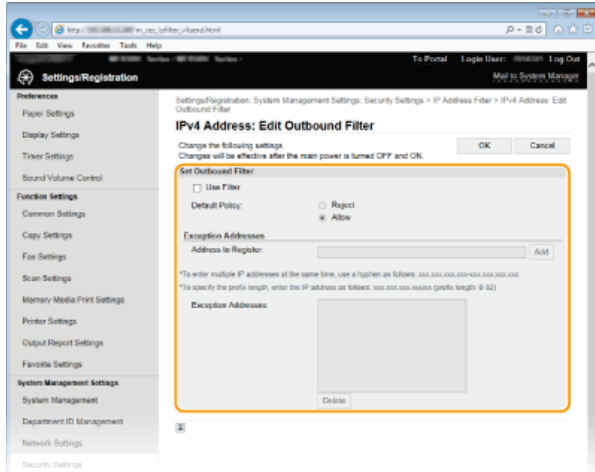 http://
m_sec_ipfilter_v4send.html
File Edit View Favorites Tools Help
Series /
Series /
To Portal Login User: Log Out
Settings/Registration
Mail to System Manager
Preferences
Paper Settings
Display Settings
Timer Settings
Sound Volume Control
Function Settings
Common Settings
Copy Settings
Fax Settings
Scan Settings
Memory Media Print Settings
Printer Settings
Output Report Settings
Favorite Settings
System Management Settings
System Management
Department ID Management
Network Settings
Security Settings
Settings/Registration: System Management Settings: Security Settings > IP Address Filter > IPv4 Address: Edit
Outbound Filter
IPv4 Address: Edit Outbound Filter
Change the following settings.
Changes will be effective after the main power is turned OFF and ON.
OK Cancel
Set Outbound Filter
Use Filter
Default Policy: Reject
Allow
Exception Addresses
Address to Register: Add
*To enter multiple IP addresses at the same time, use a hyphen as follows: xxx.xxx.xxx.xxx-xxx.xxx.xxx.xxx
*To specify the prefix length, enter the IP address as follows: xxx.xxx.xxx.xxx/xx (prefix length: 8-32)
Exception Addresses:
Delete